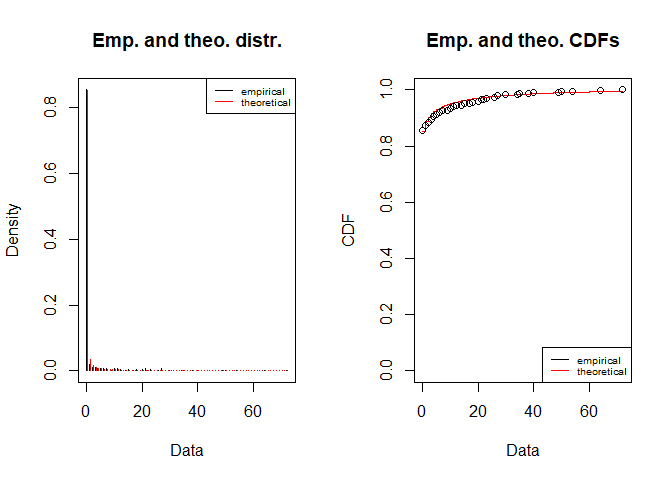 Emp. and theo. distr.
empirical
theoretical
Density
0.0 0.2 0.4 0.6 0.8
0 20 40 60
Data
Emp. and theo. CDFs
CDF
0.0 0.2 0.4 0.6 0.8 1.0
empirical
theoretical
0 20 40 60
Data